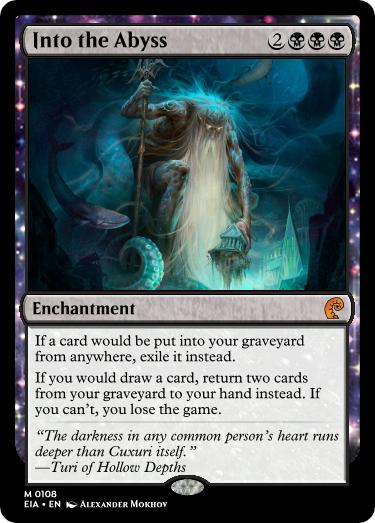 Into the Abyss 2
Enchantment
If a card would be put into your graveyard
from anywhere, exile it instead.
If you would draw a card, return two cards
from your graveyard to your hand instead. If
you can't, you lose the game.
“The darkness in any common person's heart runs
deeper than Cuxuri itself.”
—Turi of Hollow Depths
M 0108
EIA • EN Alexander Mokhov